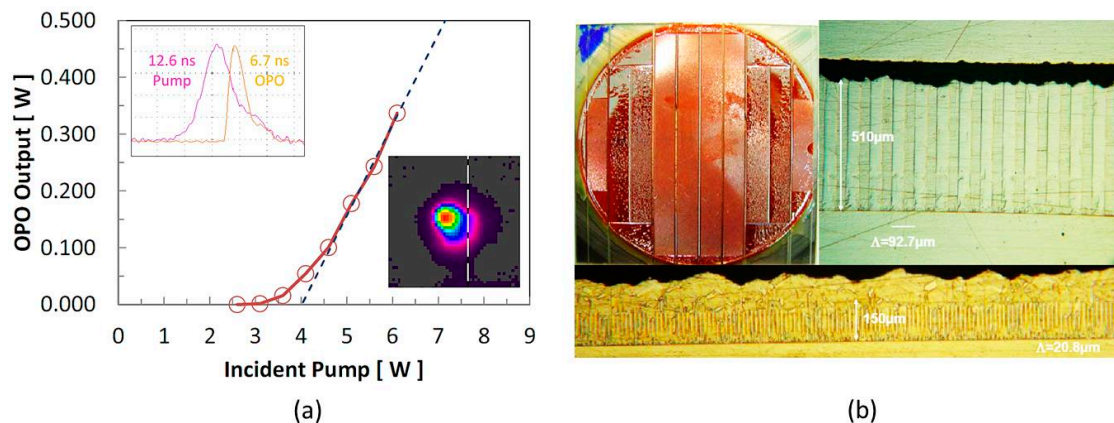 0.500
0.400
0.300
0.200
0.100
0.000
OPO Output [ W ]
12.6 ns
Pump
6.7 ns
OPO
0 1 2 3 4 5 6 7 8 9
Incident Pump [ W ]
(a)
510μm
Λ=92.7μm
150μm
Λ=20.8μm
(b)